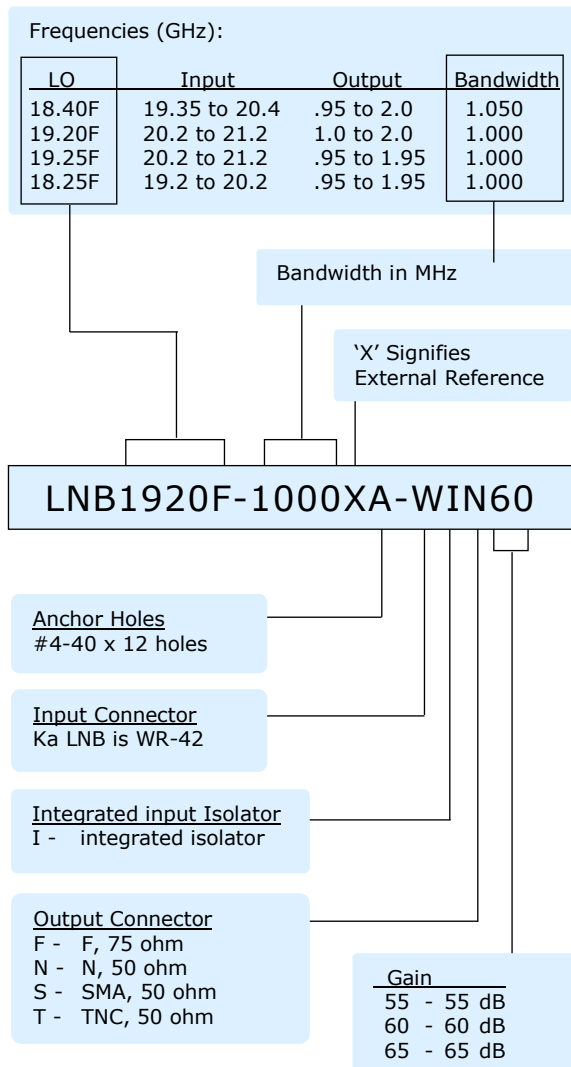 Frequencies (GHz):
LO Input Output Bandwidth
18.40F 19.35 to 20.4 .95 to 2.0 1.050
19.20F 20.2 to 21.2 1.0 to 2.0 1.000
19.25F 20.2 to 21.2 .95 to 1.95 1.000
18.25F 19.2 to 20.2 .95 to 1.95 1.000
Bandwidth in MHz
‘X’ Signifies
External Reference
LNB1920F-1000XA-WIN60
Anchor Holes
#4-40 x 12 holes
Input Connector
Ka LNB is WR-42
Integrated input Isolator
I - integrated isolator
Output Connector
F - F, 75 ohm
N - N, 50 ohm
S - SMA, 50 ohm
T - TNC, 50 ohm
Gain
55 - 55 dB
60 - 60 dB
65 - 65 dB